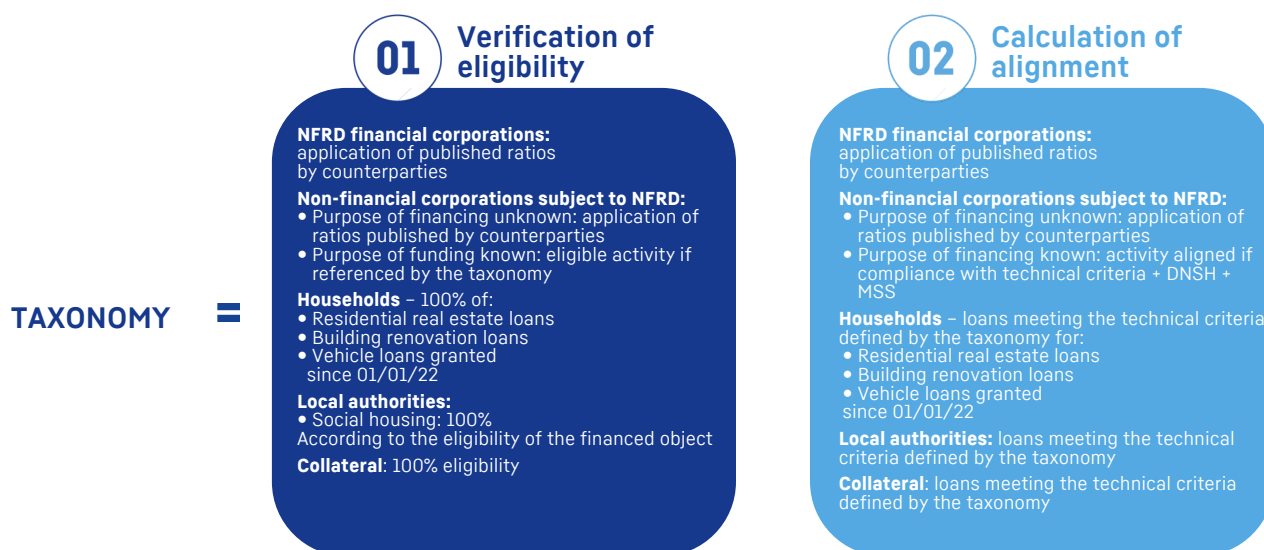 TAXONOMY =
01
Verification of
eligibility
NFRD financial corporations:
application of published ratios
by counterparties
Non-financial corporations subject to NFRD:
• Purpose of financing unknown: application of
ratios published by counterparties
• Purpose of funding known: eligible activity if
referenced by the taxonomy
Households – 100% of:
• Residential real estate loans
• Building renovation loans
• Vehicle loans granted
since 01/01/22
Local authorities:
• Social housing: 100%
According to the eligibility of the financed object
Collateral: 100% eligibility
02
Calculation of
alignment
NFRD financial corporations:
application of published ratios
by counterparties
Non-financial corporations subject to NFRD:
• Purpose of financing unknown: application of
ratios published by counterparties
• Purpose of financing known: activity aligned if
compliance with technical criteria + DNSH +
MSS
Households – loans meeting the technical criteria
defined by the taxonomy for:
• Residential real estate loans
• Building renovation loans
• Vehicle loans granted
since 01/01/22
Local authorities: loans meeting the technical
criteria defined by the taxonomy
Collateral: loans meeting the technical criteria
defined by the taxonomy